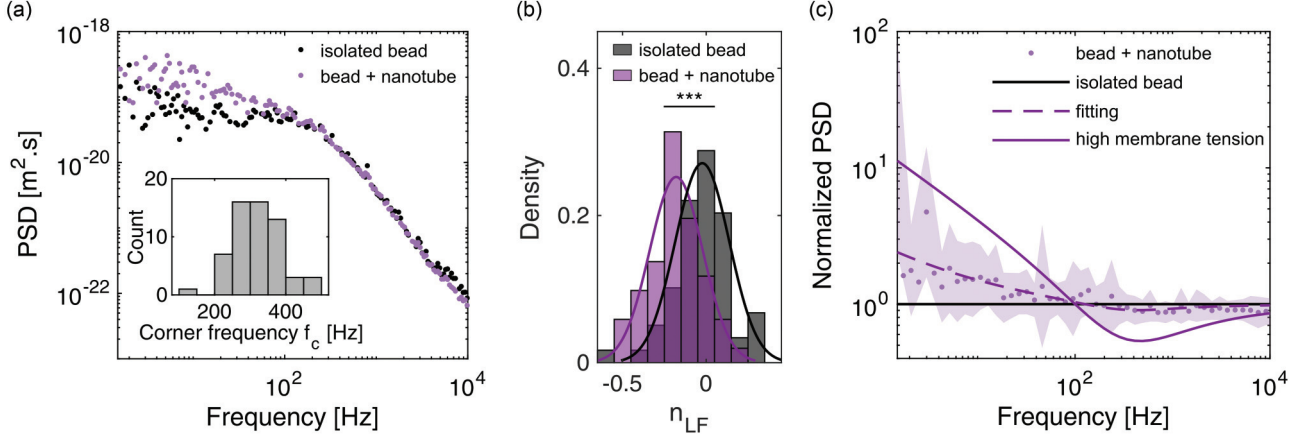 (a)
10^-18
10^-20
10^-22
PSD [m^2.s]
isolated bead
bead + nanotube
20
10
0
Count
200
400
Corner frequency f_c [Hz]
10^2
10^4
Frequency [Hz]
(b)
0.4
0.2
0
Density
isolated bead
bead + nanotube
***
-0.5
0
n_LF
(c)
10^2
10^1
10^0
Normalized PSD
bead + nanotube
isolated bead
fitting
high membrane tension
10^2
10^4
Frequency [Hz]